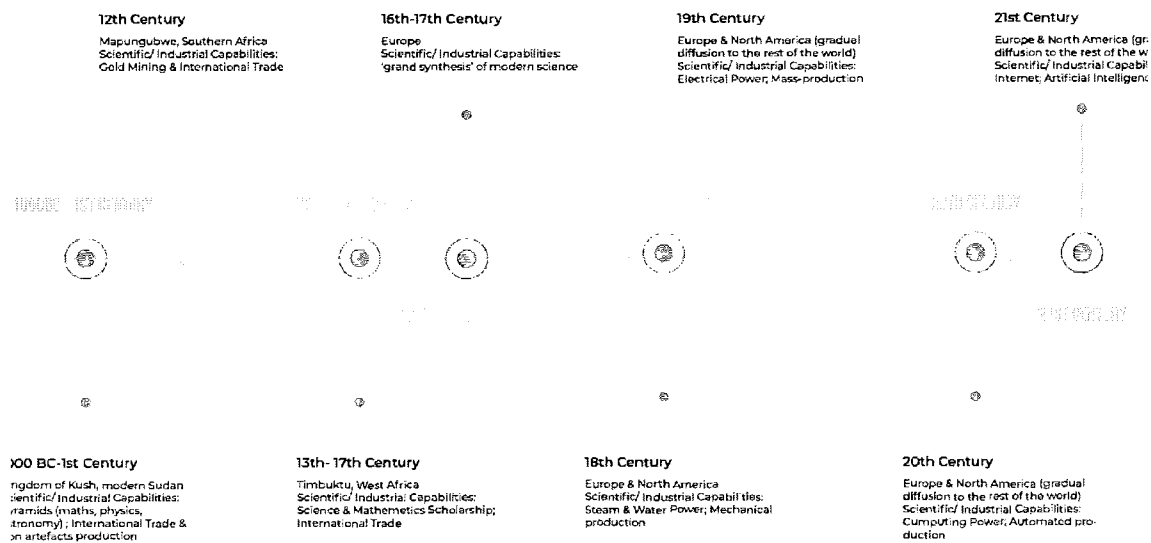 12th Century
Mapungubwe, Southern Africa
Scientific/ Industrial Capabilities:
Gold Mining & International Trade
16th-17th Century
Europe
Scientific/ Industrial Capabilities:
'grand synthesis' of modern science
19th Century
Europe & North America (gradual
diffusion to the rest of the world)
Scientific/ Industrial Capabilities:
Electrical Power; Mass-production
21st Century
Europe & North America (gr
diffusion to the rest of the w
Scientific/ Industrial Capabil
Internet; Artificial Intelligenc
00 BC-1st Century
ngdom of Kush, modern Sudan
ientific/ Industrial Capabilities:
ramids (maths, physics,
tronomy) ; International Trade &
on artefacts production
13th- 17th Century
Timbuktu, West Africa
Scientific/ Industrial Capabilities:
Science & Mathemetics Scholarship;
International Trade
18th Century
Europe & North America
Scientific/ Industrial Capabilities:
Steam & Water Power; Mechanical
production
20th Century
Europe & North America (gradual
diffusion to the rest of the world)
Scientific/ Industrial Capabilities:
Cumputing Power; Automated pro-
duction